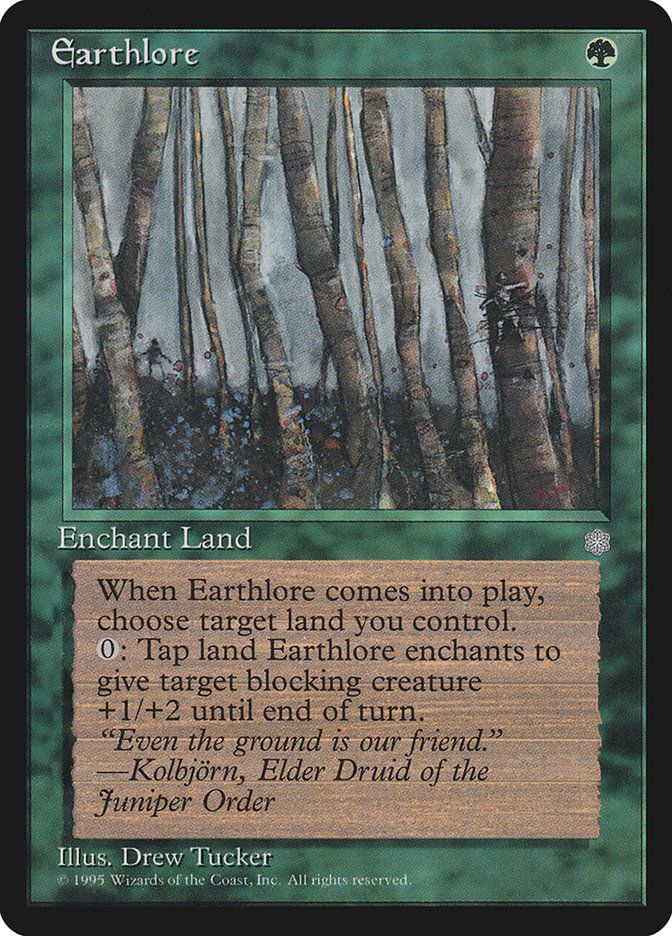 Earthlore
Enchant Land
When Earthlore comes into play,
choose target land you control.
0: Tap land Earthlore enchants to
give target blocking creature
+1/+2 until end of turn.
“Even the ground is our friend.”
—Kolbjörn, Elder Druid of the
Juniper Order
Illus. Drew Tucker
© 1995 Wizards of the Coast, Inc. All rights reserved.